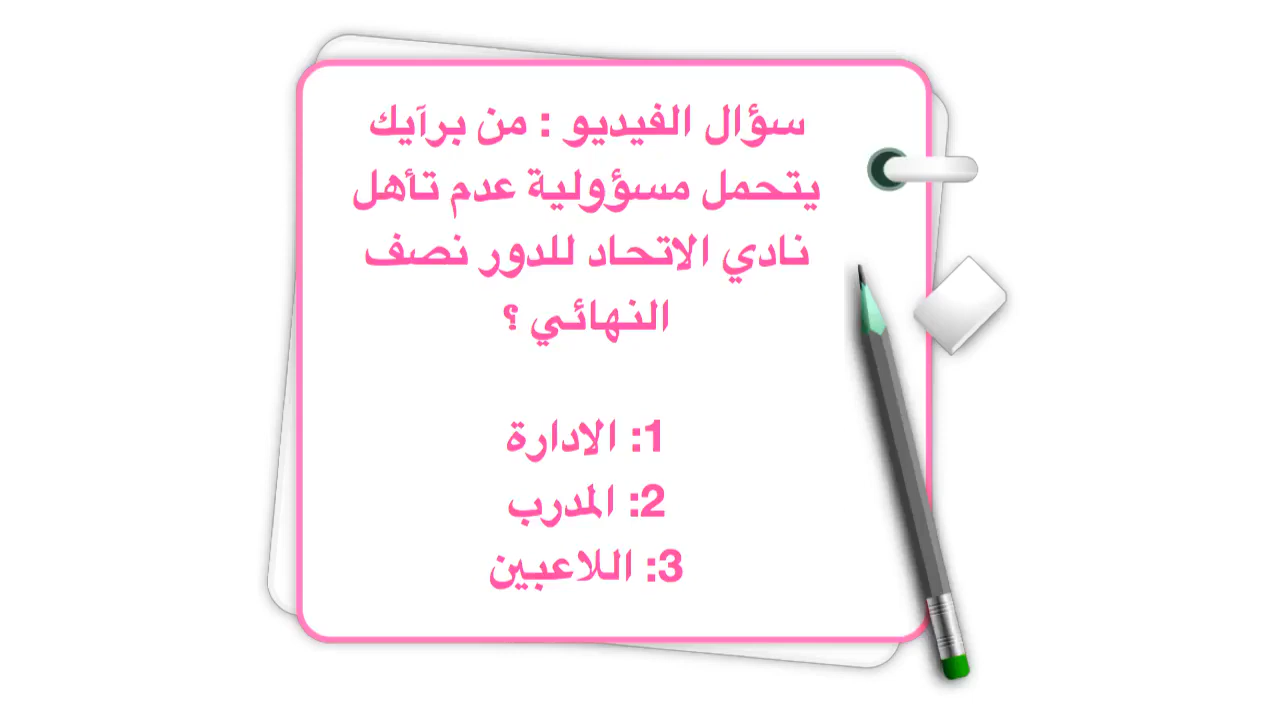 سؤال الفيديو : من برآيك
يتحمل مسؤولية عدم تأهل
نادي الاتحاد للدور نصف
النهائي ؟
1: الادارة
2: المدرب
3: اللاعبين